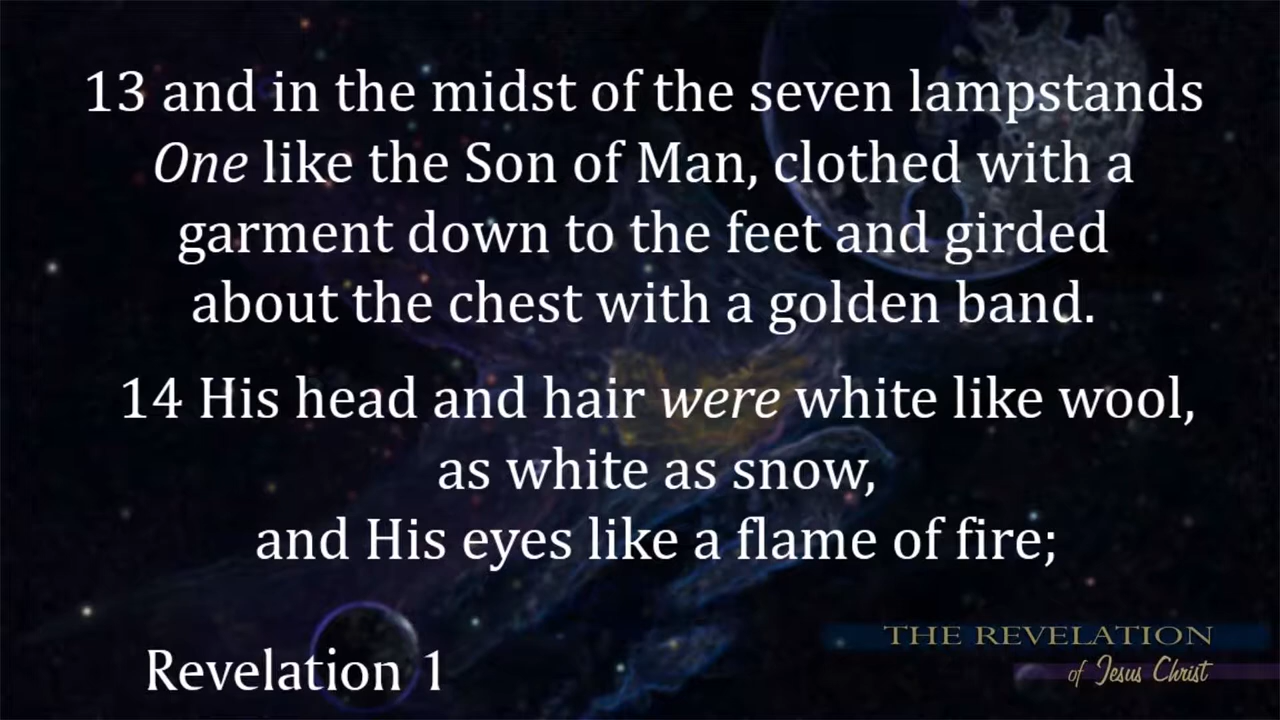 13 and in the midst of the seven lampstands
One like the Son of Man, clothed with a
garment down to the feet and girded
about the chest with a golden band.
14 His head and hair were white like wool,
as white as snow,
and His eyes like a flame of fire;
Revelation 1
THE REVELATION
of Jesus Christ